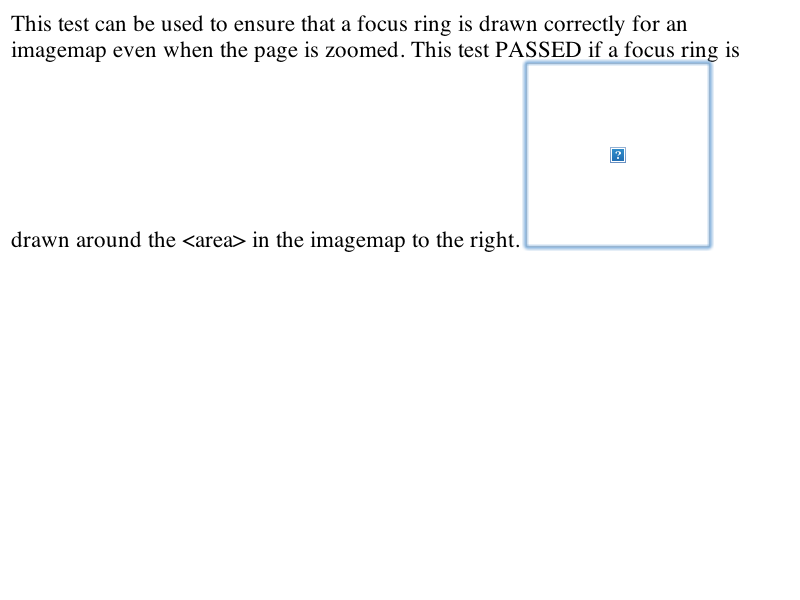 This test can be used to ensure that a focus ring is drawn correctly for an
imagemap even when the page is zoomed. This test PASSED if a focus ring is
?
drawn around the <area> in the imagemap to the right.